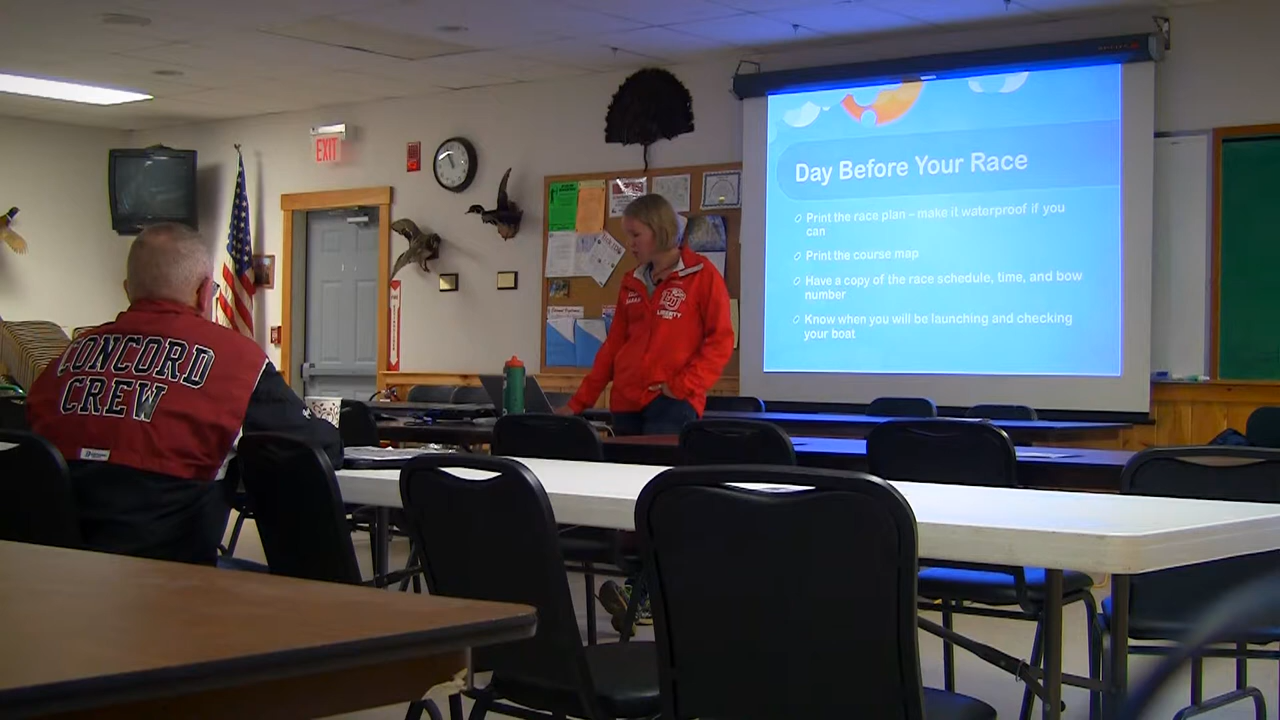 EXIT
Day Before Your Race
Print the race plan – make it waterproof if you
can
Print the course map
Have a copy of the race schedule, time, and bow
number
Know when you will be launching and checking
your boat
LIBERTY
CONCORD
CREW